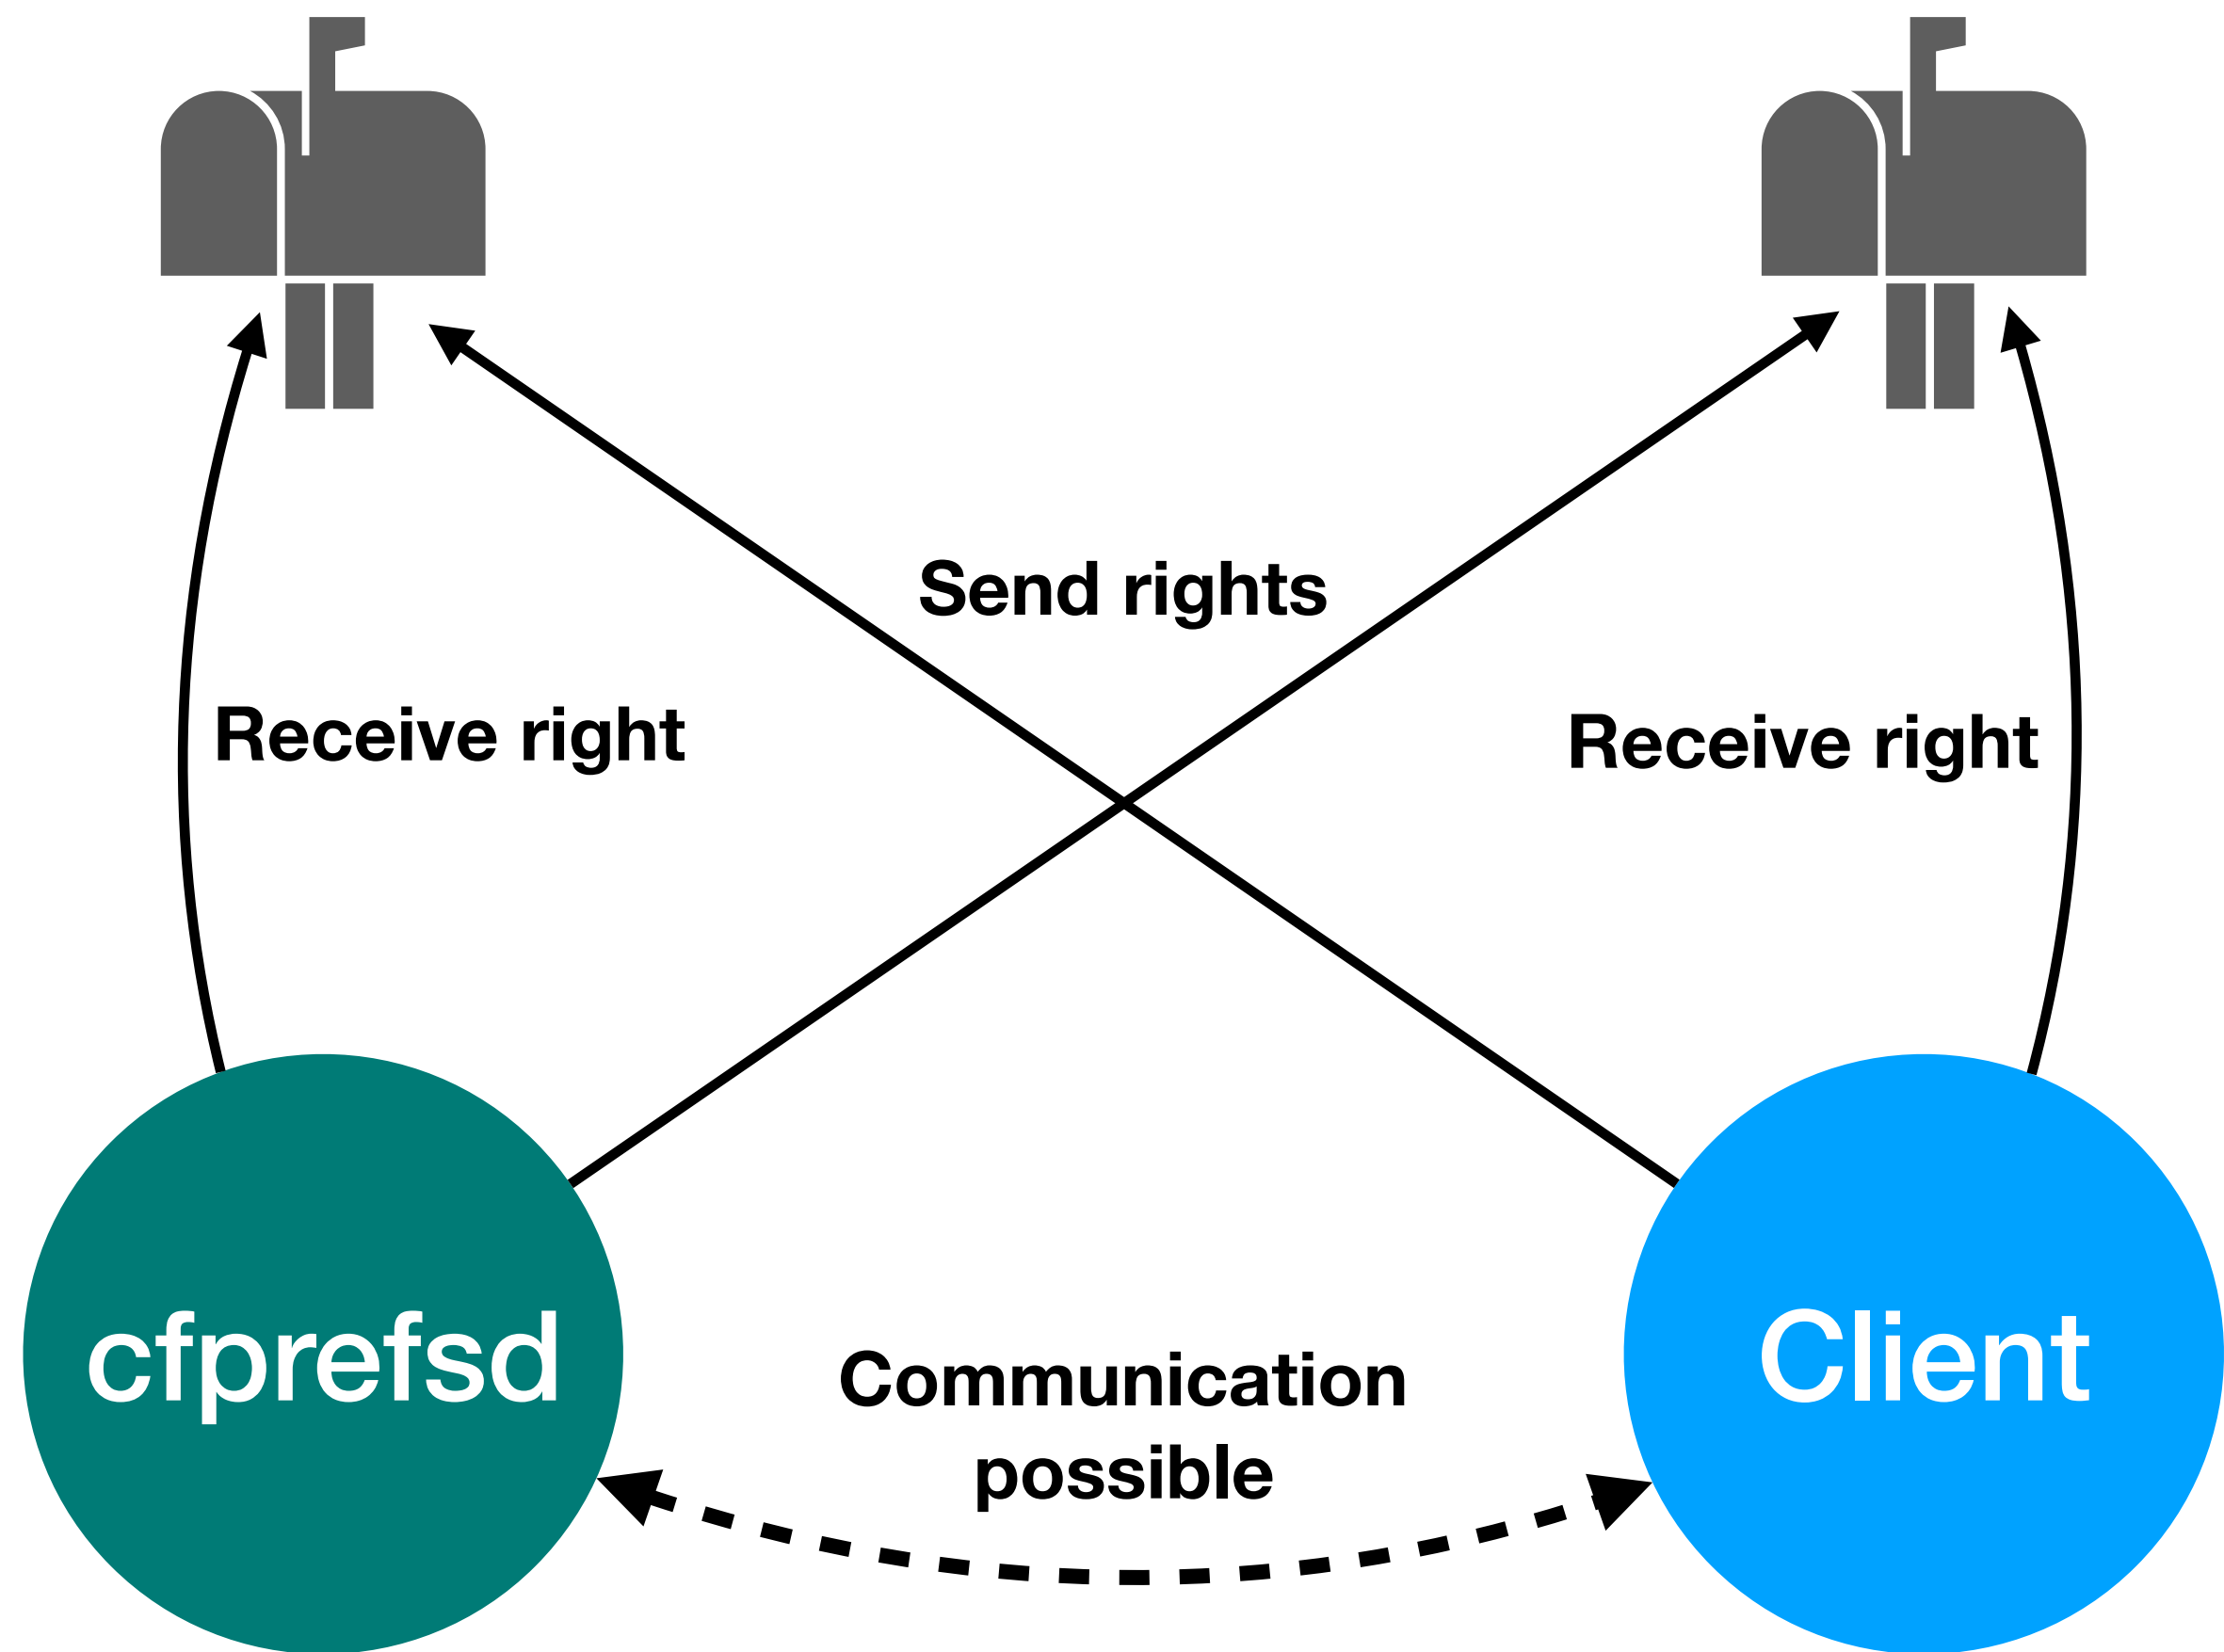 Send rights
Receive right
Receive right
cfprefsd
Client
Communication
possible